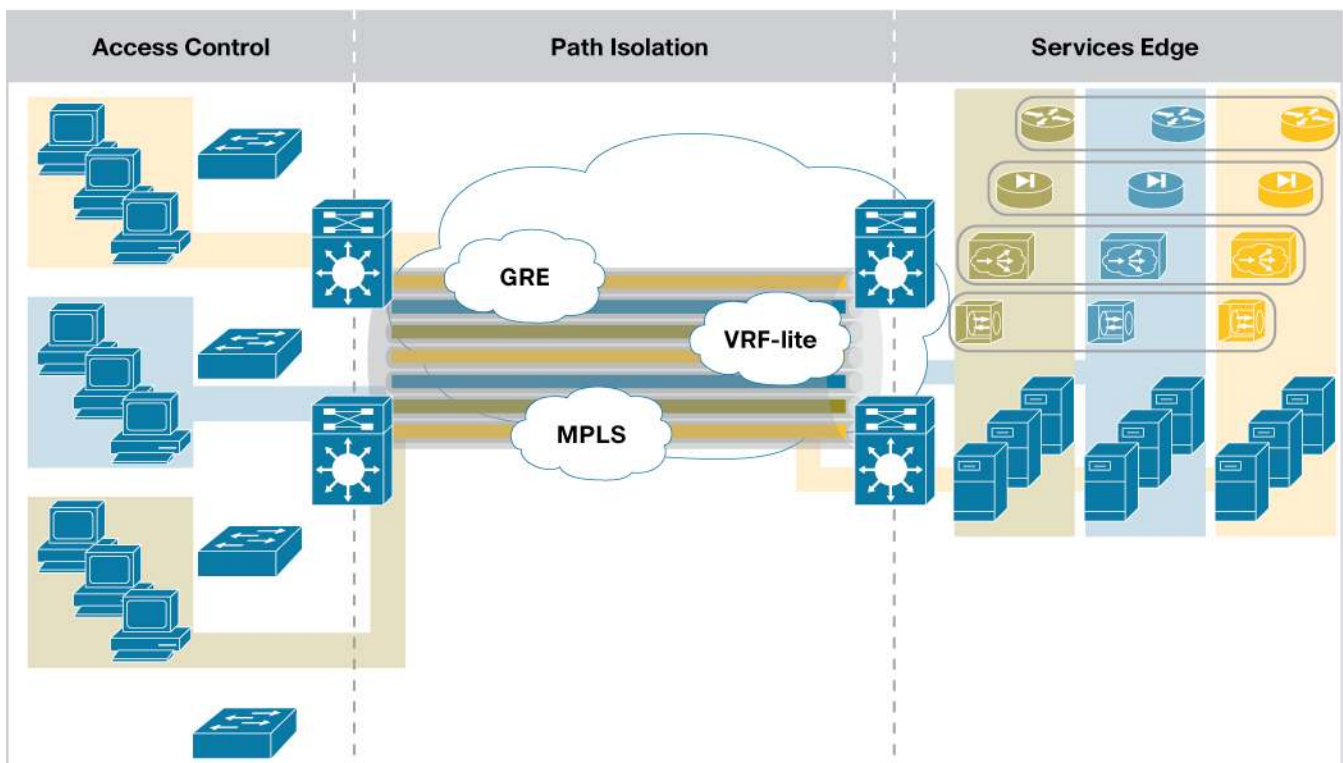 Access Control
Path Isolation
Services Edge
GRE
VRF-lite
MPLS